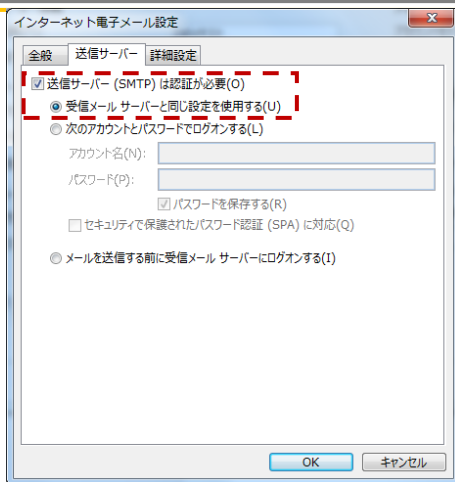 インターネット電子メール設定
全般 送信サーバー 詳細設定
送信サーバー (SMTP) は認証が必要(O)
受信メール サーバーと同じ設定を使用する(U)
次のアカウントとパスワードでログオンする(L)
アカウント名(N):
パスワード(P):
パスワードを保存する(R)
セキュリティで保護されたパスワード認証 (SPA) に対応(Q)
メールを送信する前に受信メール サーバーにログオンする(I)
OK キャンセル